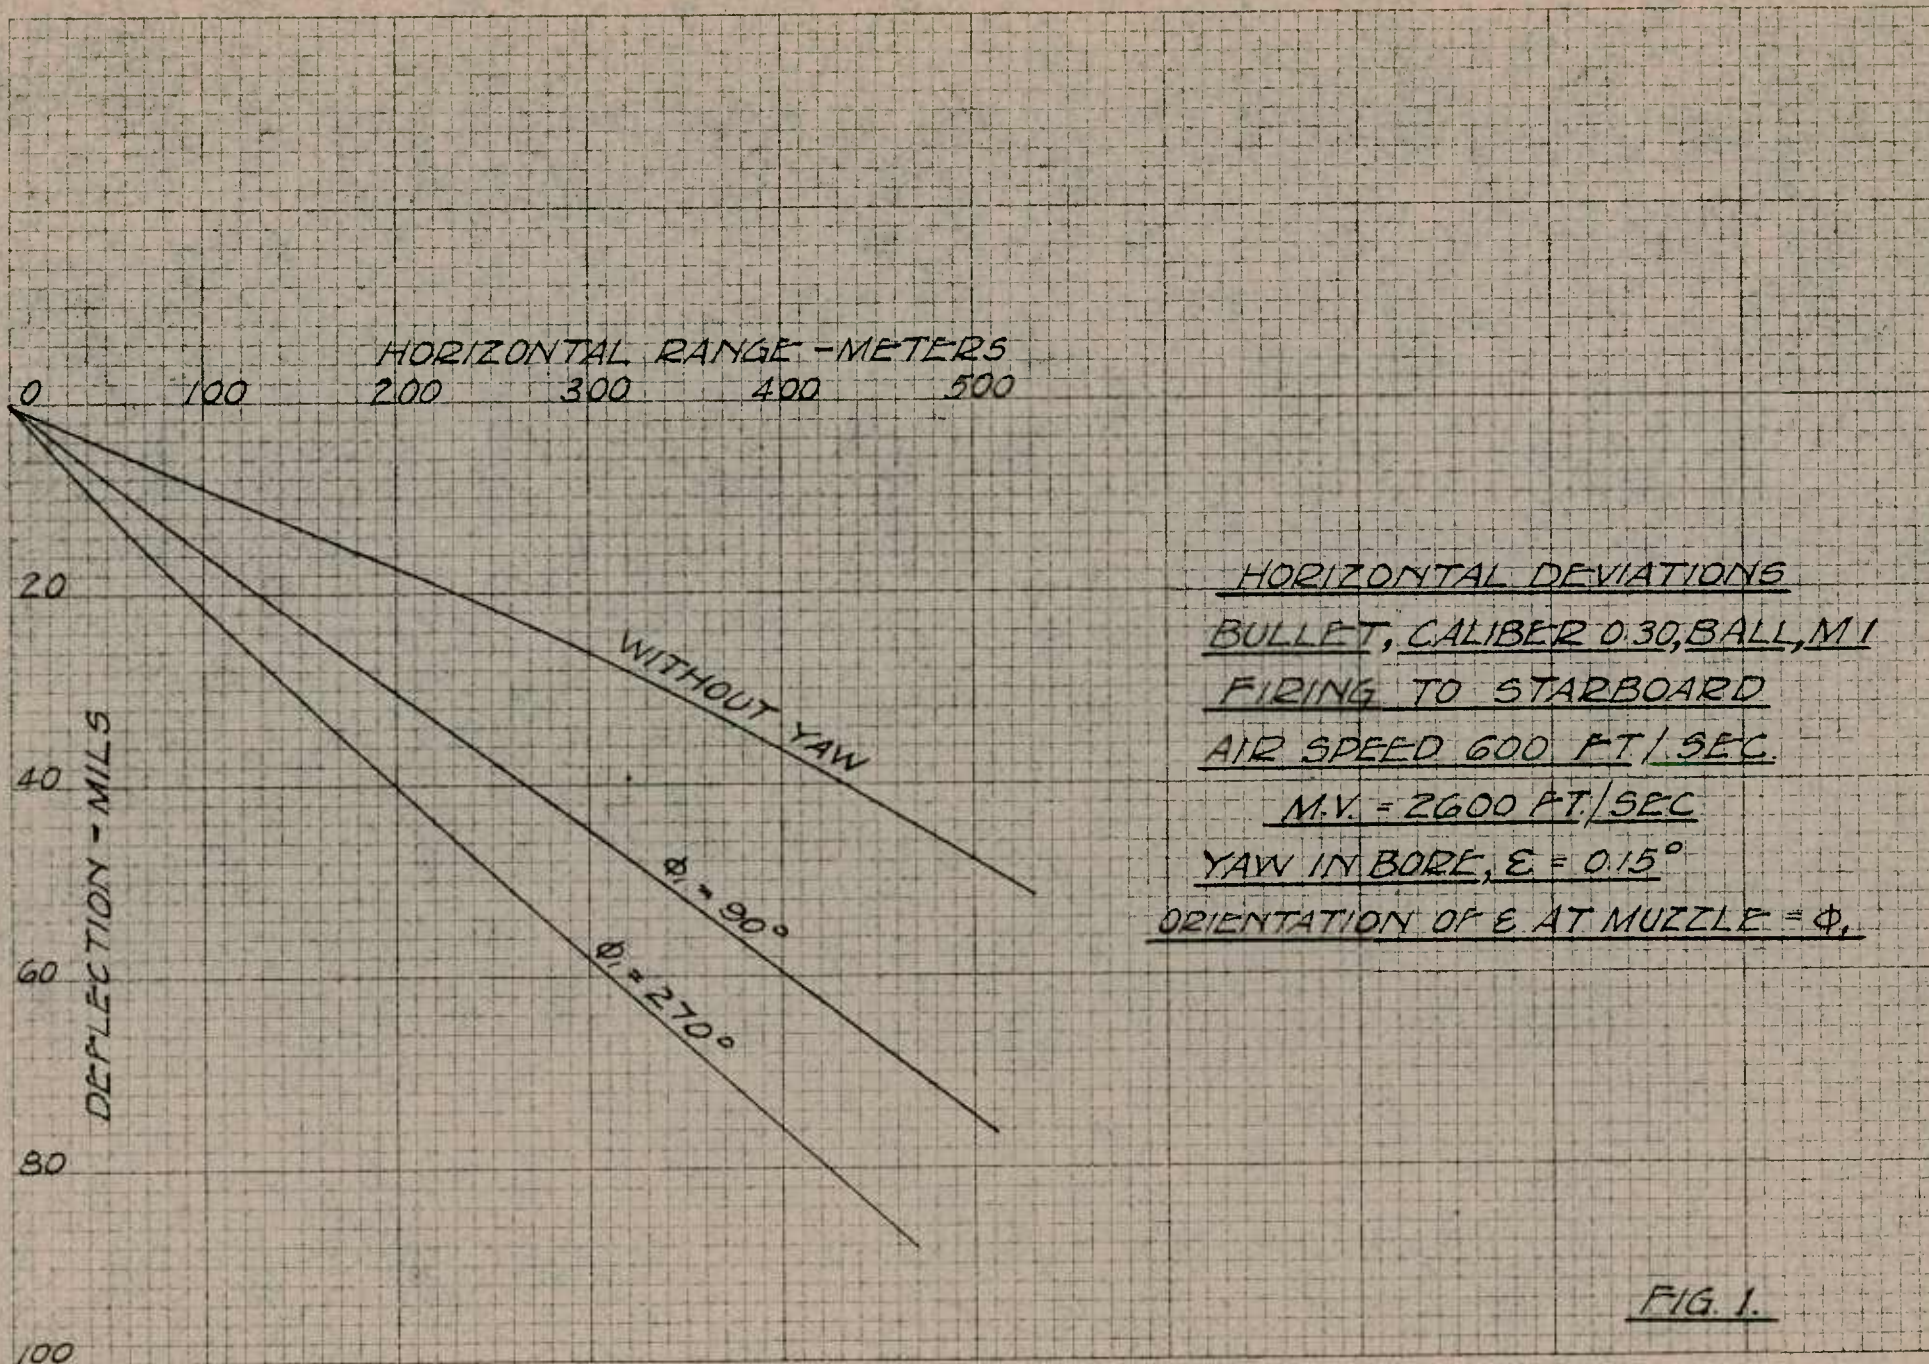 HORIZONTAL RANGE - METERS
0 100 200 300 400 500
20
40
60
80
100
DEFLECTION - MILS
WITHOUT YAW
Φ₁ = 90°
Φ₁ = 270°
HORIZONTAL DEVIATIONS
BULLET, CALIBER 0.30, BALL, M1
FIRING TO STARBOARD
AIR SPEED 600 FT/SEC.
M.V. = 2600 FT./SEC
YAW IN BORE, Ɛ = 0.15°
ORIENTATION OF Ɛ AT MUZZLE = Φ₁
FIG. 1.